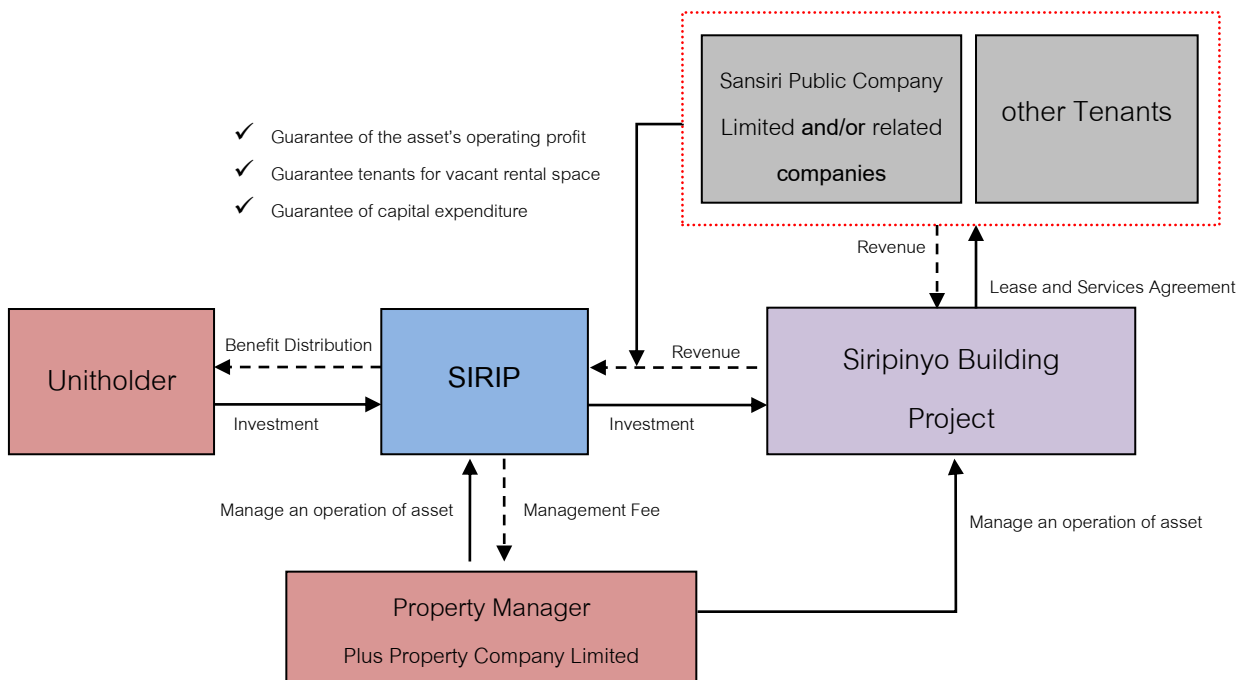 Sansiri Public Company
Limited and/or related
companies
other Tenants
✓ Guarantee of the asset's operating profit
✓ Guarantee tenants for vacant rental space
✓ Guarantee of capital expenditure
Revenue
Lease and Services Agreement
Unitholder
Benefit Distribution
Investment
SIRIP
Revenue
Investment
Siripinyo Building
Project
Manage an operation of asset
Management Fee
Manage an operation of asset
Property Manager
Plus Property Company Limited